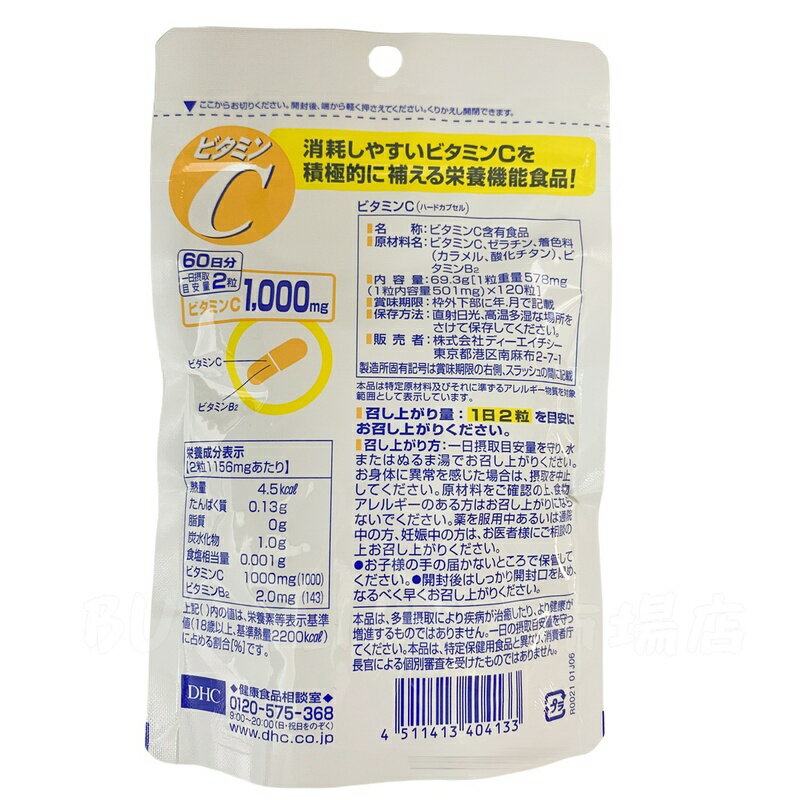 ▼ここからお切りください。開封後、端から軽く押さえてください。くりかえし開閉できます。
ビタミン
C
消耗しやすいビタミンCを
積極的に補える栄養機能食品!
60日分
一日摂取目安量2粒
ビタミンC 1,000mg
ビタミンC
ビタミンB2
栄養成分表示
[2粒1156mgあたり]
熱量 4.5kcal
たんぱく質 0.13g
脂質 0g
炭水化物 1.0g
食塩相当量 0.001g
ビタミンC 1000mg(1000)
ビタミンB2 2.0mg (143)
上記( )内の値は、栄養素等表示基準
値(18歳以上、基準熱量2200kcal)
に占める割合[%]です。
ビタミンC(ハードカプセル)
名 称:ビタミンC含有食品
原材料名:ビタミンC、ゼラチン、着色料
(カラメル、酸化チタン)、ビ
タミンB2
内 容 量:69.3g[1粒重量578mg
(1粒内容量501mg)×120粒]
賞味期限:枠外下部に年.月で記載
保存方法:直射日光、高温多湿な場所を
さけて保存してください。
販 売 者:株式会社ディーエイチシー
東京都港区南麻布2-7-1
製造所固有記号は賞味期限の右側、スラッシュの間に記載
本品は特定原材料及びそれに準ずるアレルギー物質を対象
範囲として表示しています。
召し上がり量:1日2粒を目安に
お召し上がりください。
召し上がり方:一日摂取目安量を守り、水
またはぬるま湯でお召し上がりください。
お身体に異常を感じた場合は、摂取を中止
してください。原材料をご確認の上、食物
アレルギーのある方はお召し上がりになら
ないでください。薬を服用中あるいは通院
中の方、妊娠中の方は、お医者様にご相談の
上お召し上がりください。
●お子様の手の届かないところで保管して
ください。●開封後はしっかり開封口を閉め、
なるべく早くお召し上がりください。
本品は、多量摂取により疾病が治癒したり、より健康が
増進するものではありません。一日の摂取目安量を守っ
てください。本品は、特定保健用食品と異なり、消費者庁
長官による個別審査を受けたものではありません。
DHC
◆健康食品相談室◆
0120-575-368
9:00~20:00(日・祝日をのぞく)
www.dhc.co.jp
4 511413 404133
プラ
R0021 01J06
場店